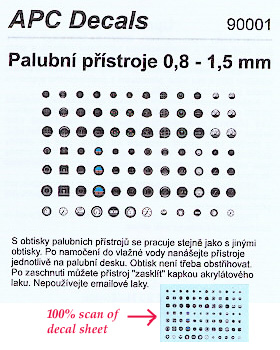 APC Decals 90001
Palubní přístroje 0,8 - 1,5 mm
S obtisky palubních přístrojů se pracuje stejně jako s jinými
obtisky. Po namočení do vlažné vody nanášejte přístroje
jednotlivě na palubní desku. Obtisk není třeba obstřihovat.
Po zaschnutí můžete přístroj "zasklít" kapkou akrylátového
laku. Nepoužívejte emailové laky.
100% scan of
decal sheet